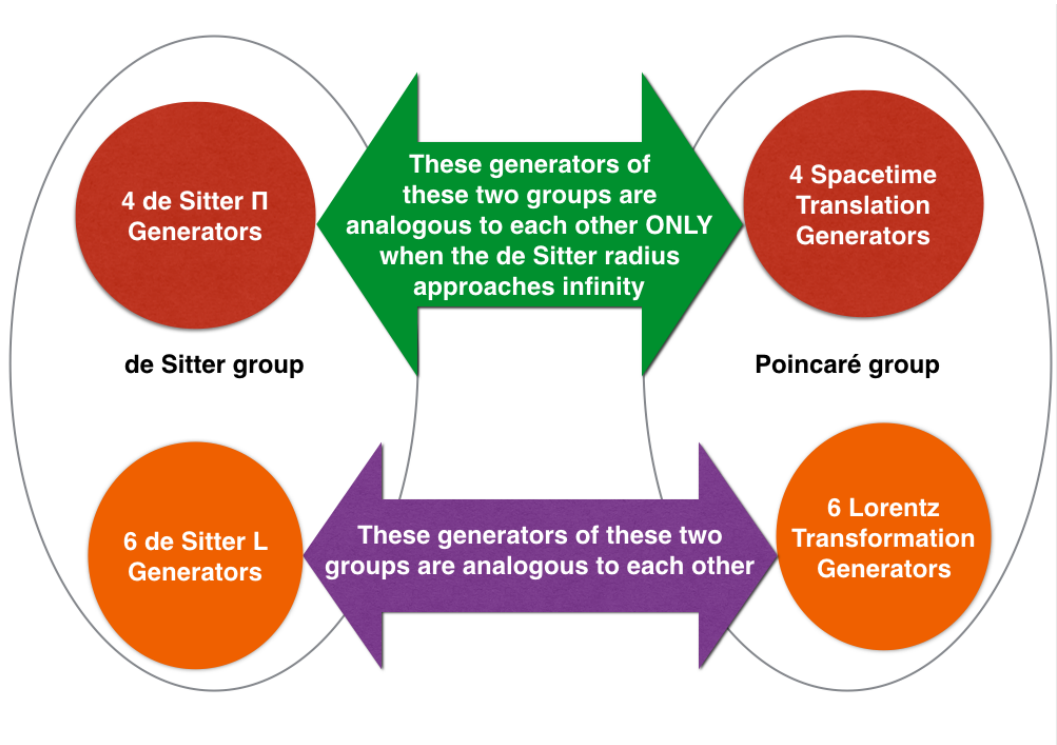 4 de Sitter Π
Generators
These generators of
these two groups are
analogous to each other ONLY
when the de Sitter radius
approaches infinity
4 Spacetime
Translation
Generators
de Sitter group
Poincaré group
6 de Sitter L
Generators
These generators of these two
groups are analogous to each other
6 Lorentz
Transformation
Generators